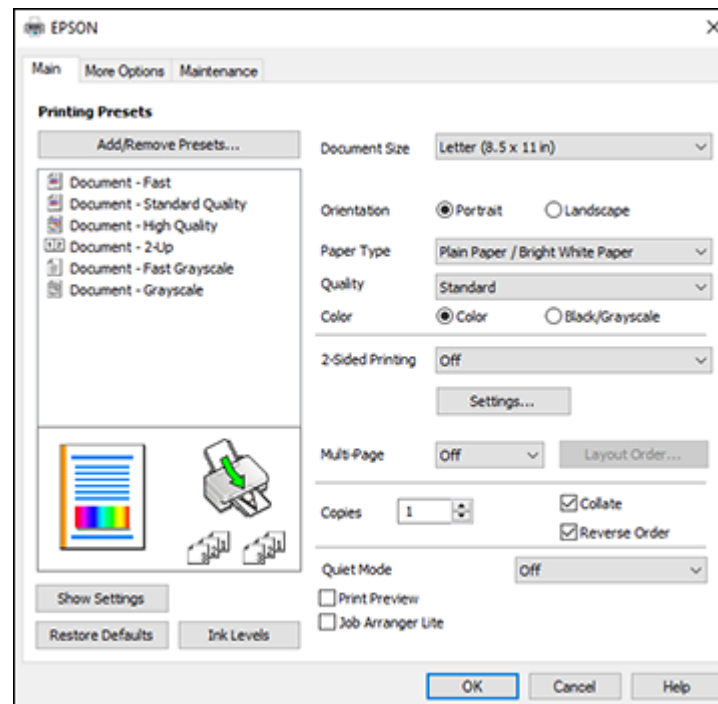 EPSON
Main More Options Maintenance
Printing Presets
Add/Remove Presets...
Document - Fast
Document - Standard Quality
Document - High Quality
Document - 2-Up
Document - Fast Grayscale
Document - Grayscale
Show Settings
Restore Defaults Ink Levels
Document Size Letter (8.5 x 11 in)
Orientation Portrait Landscape
Paper Type Plain Paper / Bright White Paper
Quality Standard
Color Color Black/Grayscale
2-Sided Printing Off
Settings...
Multi-Page Off Layout Order...
Copies 1 Collate
Reverse Order
Quiet Mode Off
Print Preview
Job Arranger Lite
OK Cancel Help